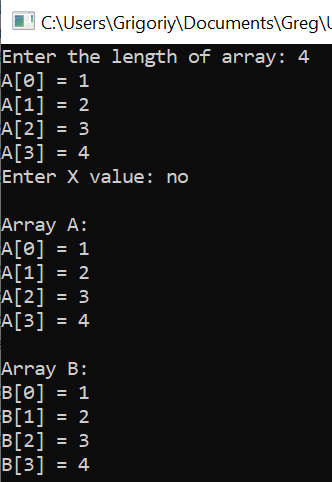 C:\Users\Grigoriy\Documents\Greg\
Enter the length of array: 4
A[0] = 1
A[1] = 2
A[2] = 3
A[3] = 4
Enter X value: no
Array A:
A[0] = 1
A[1] = 2
A[2] = 3
A[3] = 4
Array B:
B[0] = 1
B[1] = 2
B[2] = 3
B[3] = 4